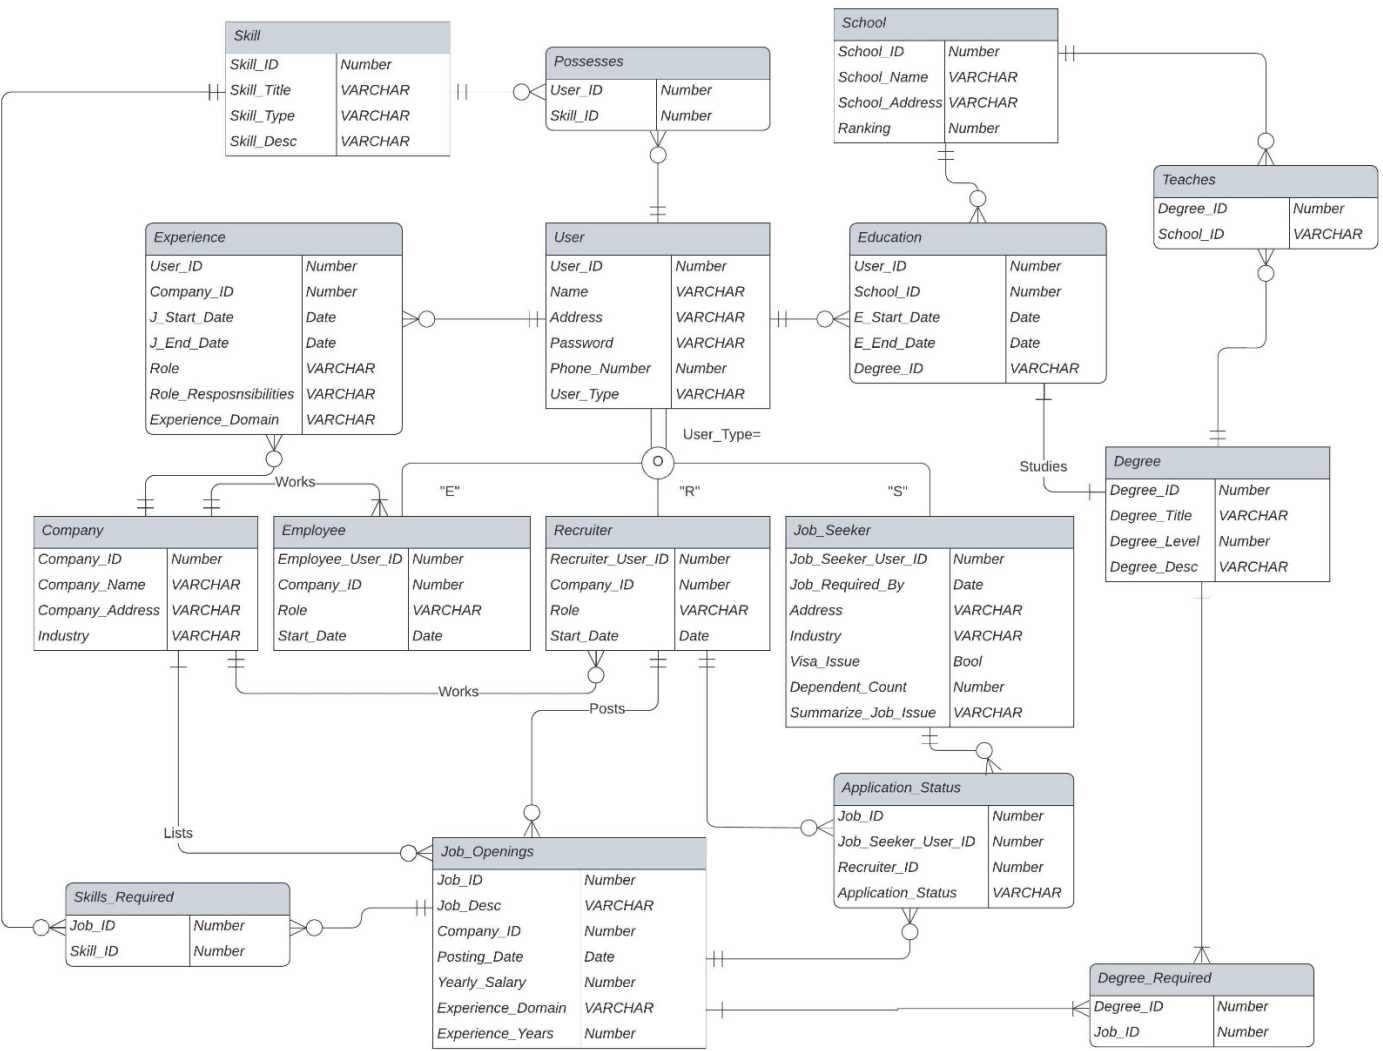 Skill
Skill_ID Number
Skill_Title VARCHAR
Skill_Type VARCHAR
Skill_Desc VARCHAR
Possesses
User_ID Number
Skill_ID Number
School
School_ID Number
School_Name VARCHAR
School_Address VARCHAR
Ranking Number
Teaches
Degree_ID Number
School_ID VARCHAR
Experience
User_ID Number
Company_ID Number
J_Start_Date Date
J_End_Date Date
Role VARCHAR
Role_Resposnsibilities VARCHAR
Experience_Domain VARCHAR
User
User_ID Number
Name VARCHAR
Address VARCHAR
Password VARCHAR
Phone_Number Number
User_Type VARCHAR
Education
User_ID Number
School_ID Number
E_Start_Date Date
E_End_Date Date
Degree_ID VARCHAR
User_Type=
O
"E"
"R"
"S"
Works
Studies
Degree
Degree_ID Number
Degree_Title VARCHAR
Degree_Level Number
Degree_Desc VARCHAR
Company
Company_ID Number
Company_Name VARCHAR
Company_Address VARCHAR
Industry VARCHAR
Employee
Employee_User_ID Number
Company_ID Number
Role VARCHAR
Start_Date Date
Recruiter
Recruiter_User_ID Number
Company_ID Number
Role VARCHAR
Start_Date Date
Job_Seeker
Job_Seeker_User_ID Number
Job_Required_By Date
Address VARCHAR
Industry VARCHAR
Visa_Issue Bool
Dependent_Count Number
Summarize_Job_Issue VARCHAR
Works
Posts
Lists
Application_Status
Job_ID Number
Job_Seeker_User_ID Number
Recruiter_ID Number
Application_Status VARCHAR
Job_Openings
Job_ID Number
Job_Desc VARCHAR
Company_ID Number
Posting_Date Date
Yearly_Salary Number
Experience_Domain VARCHAR
Experience_Years Number
Skills_Required
Job_ID Number
Skill_ID Number
Degree_Required
Degree_ID Number
Job_ID Number